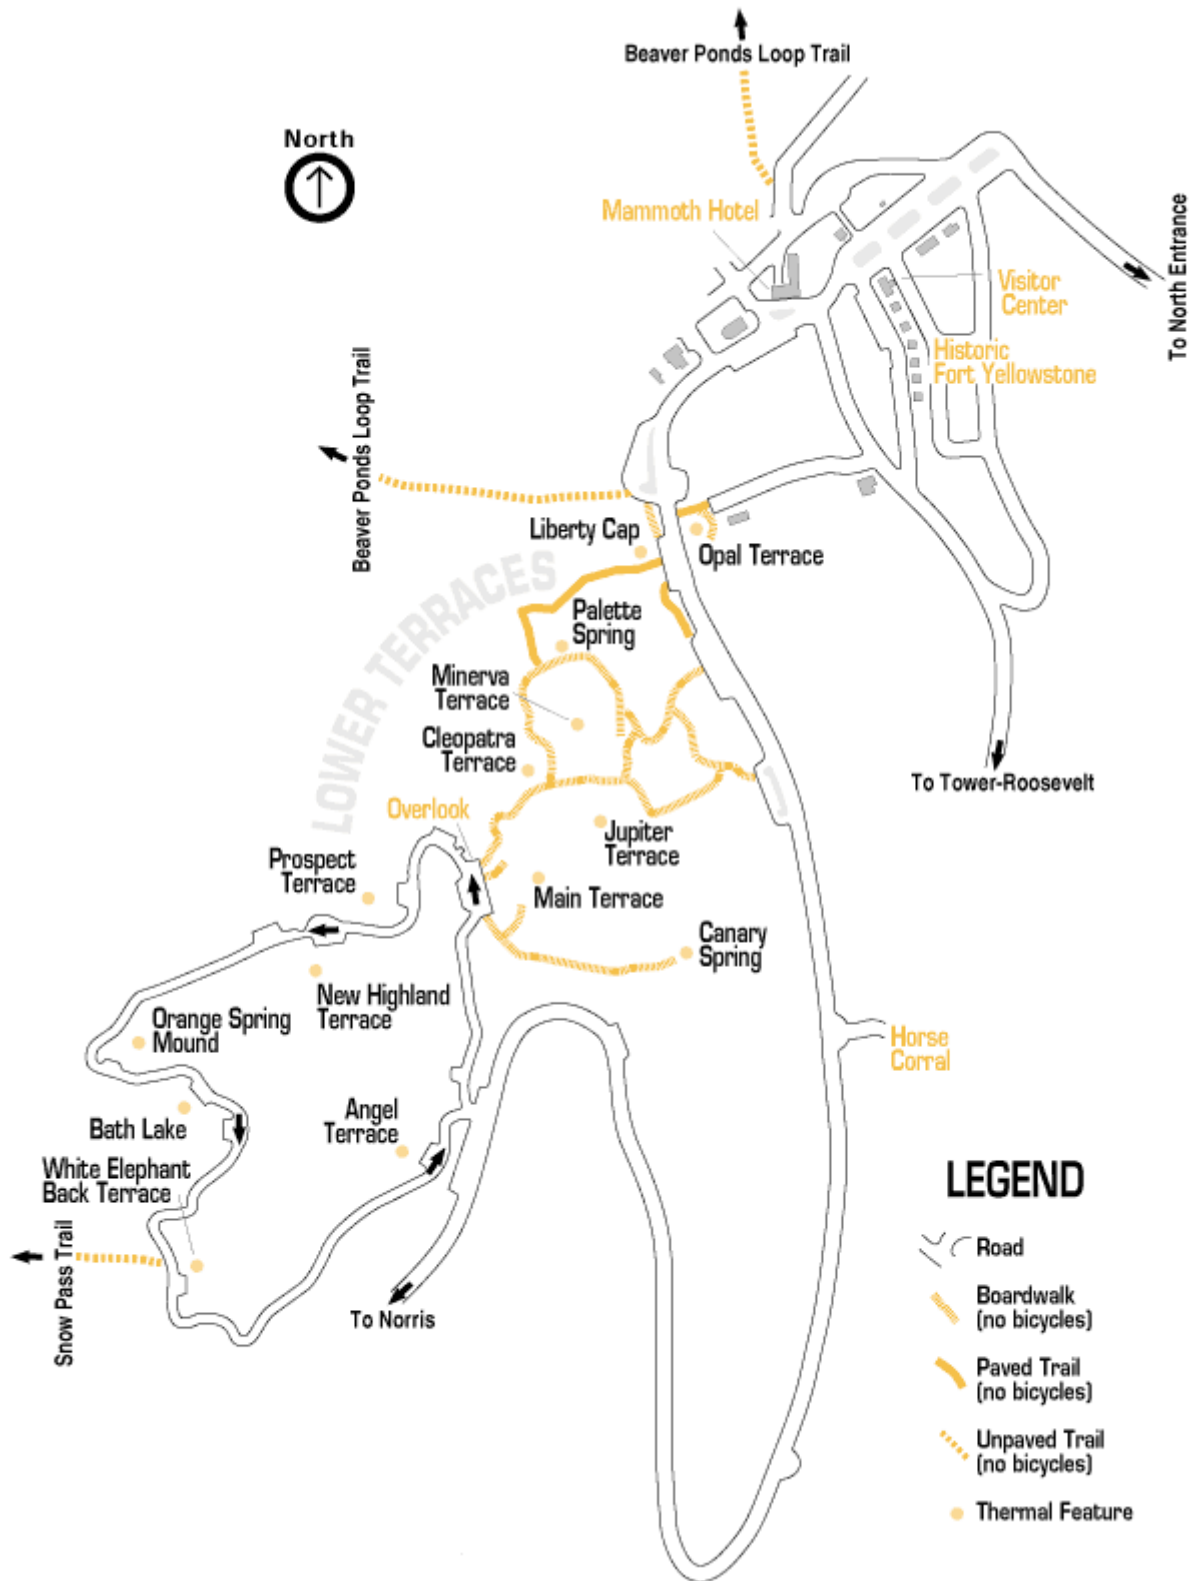 Beaver Ponds Loop Trail
North
Mammoth Hotel
To North Entrance
Visitor
Center
Historic
Fort Yellowstone
Beaver Ponds Loop Trail
Liberty Cap
Opal Terrace
LOWER TERRACES
Palette
Spring
Minerva
Terrace
Cleopatra
Terrace
To Tower-Roosevelt
Overlook
Jupiter
Terrace
Prospect
Terrace
Main Terrace
Canary
Spring
New Highland
Terrace
Orange Spring
Mound
Horse
Corral
Bath Lake
Angel
Terrace
White Elephant
Back Terrace
Snow Pass Trail
To Norris
LEGEND
Road
Boardwalk
(no bicycles)
Paved Trail
(no bicycles)
Unpaved Trail
(no bicycles)
Thermal Feature